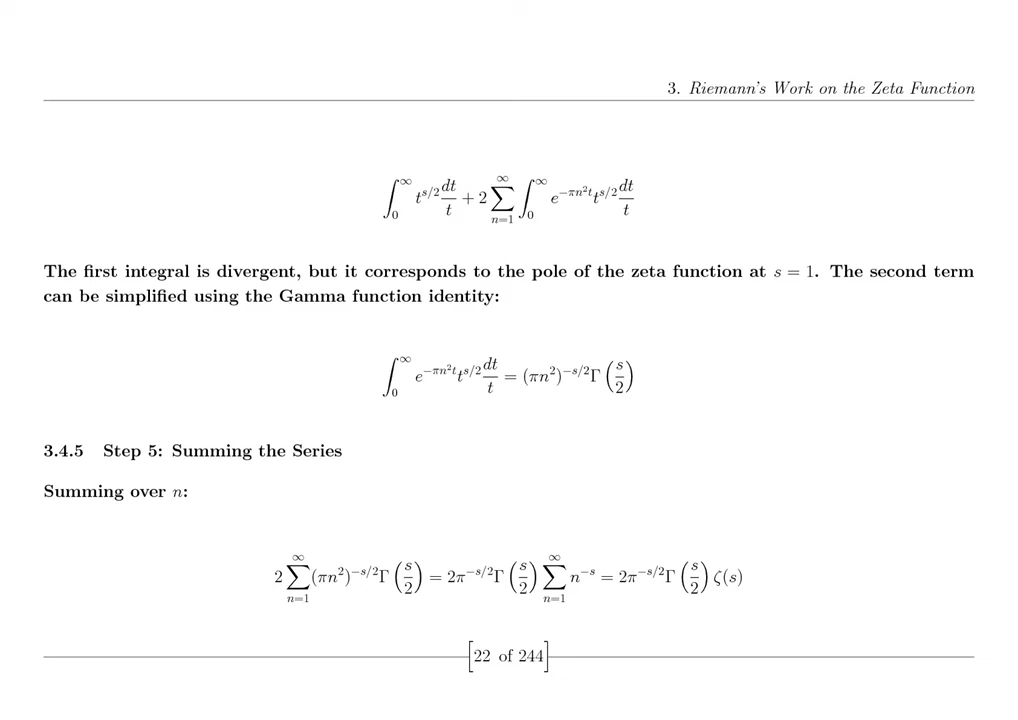 3. Riemann's Work on the Zeta Function
∫_0^∞ t^{s/2} dt/t + 2 ∑_{n=1}^∞ ∫_0^∞ e^{−πn²t} t^{s/2} dt/t
The first integral is divergent, but it corresponds to the pole of the zeta function at s = 1. The second term
can be simplified using the Gamma function identity:
∫_0^∞ e^{−πn²t} t^{s/2} dt/t = (πn²)^{−s/2} Γ(s/2)
3.4.5 Step 5: Summing the Series
Summing over n:
2 ∑_{n=1}^∞ (πn²)^{−s/2} Γ(s/2) = 2π^{−s/2} Γ(s/2) ∑_{n=1}^∞ n^{−s} = 2π^{−s/2} Γ(s/2) ζ(s)
[22 of 244]